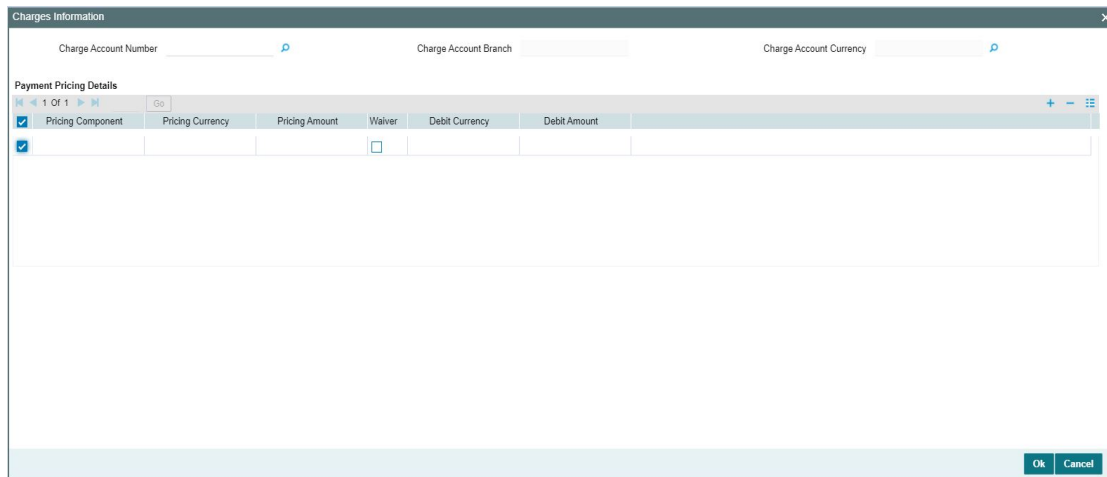 Charges Information
Charge Account Number Charge Account Branch Charge Account Currency
Payment Pricing Details
1 Of 1 Go
Pricing Component Pricing Currency Pricing Amount Waiver Debit Currency Debit Amount
Ok Cancel